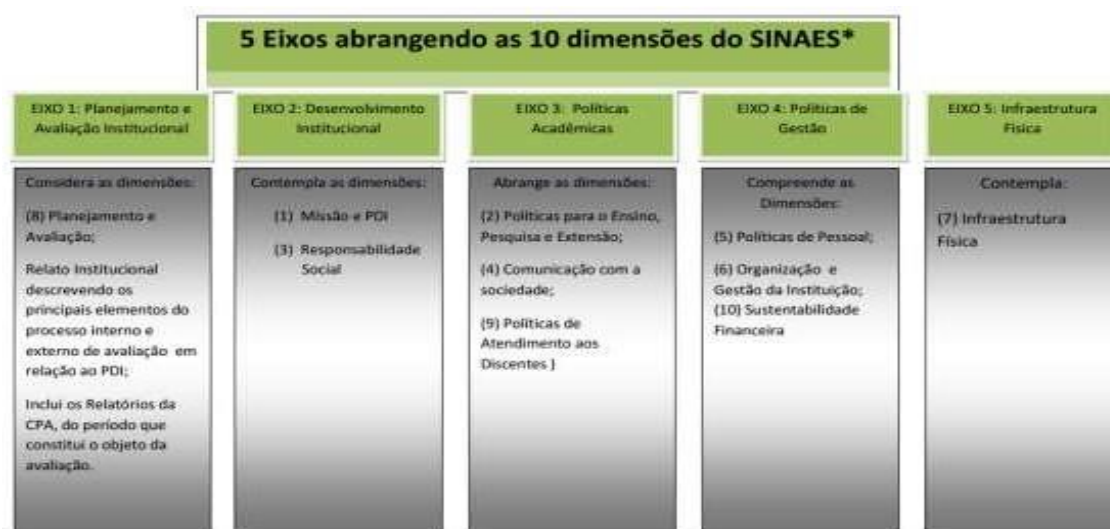 5 Eixos abrangendo as 10 dimensões do SINAES*
EIXO 1: Planejamento e
Avaliação Institucional
Considera as dimensões:
(8) Planejamento e
Avaliação;
Relato Institucional
descrevendo os
principais elementos do
processo interno e
externo de avaliação em
relação ao PDI;
Inclui os Relatórios da
CPA, do período que
constitui o objeto da
avaliação.
EIXO 2: Desenvolvimento
Institucional
Contempla as dimensões:
(1) Missão e PDI
(3) Responsabilidade
Social
EIXO 3: Políticas
Acadêmicas
Abrange as dimensões:
(2) Políticas para o Ensino,
Pesquisa e Extensão;
(4) Comunicação com a
sociedade;
(9) Políticas de
Atendimento aos
Discentes )
EIXO 4: Políticas de
Gestão
Compreende as
Dimensões:
(5) Políticas de Pessoal;
(6) Organização e
Gestão da Instituição;
(10) Sustentabilidade
Financeira
EIXO 5: Infraestrutura
Física
Contempla:
(7) Infraestrutura
Física